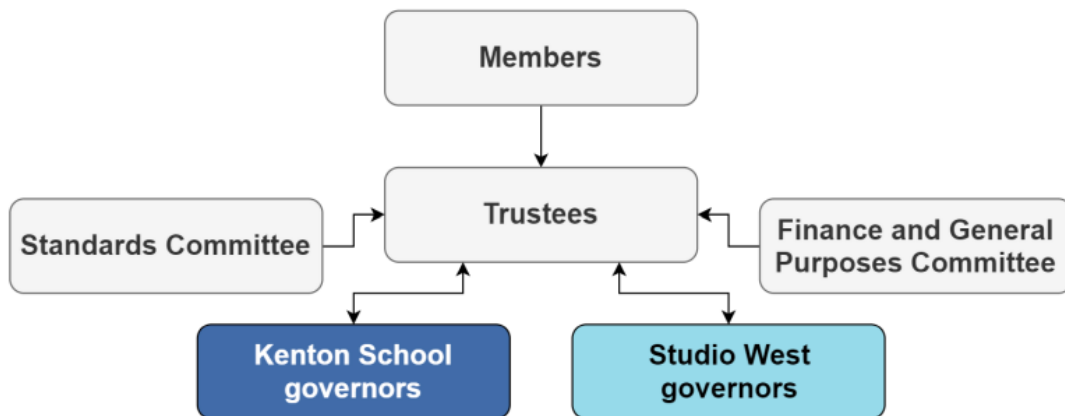 Members
Trustees
Standards Committee
Finance and General
Purposes Committee
Kenton School
governors
Studio West
governors